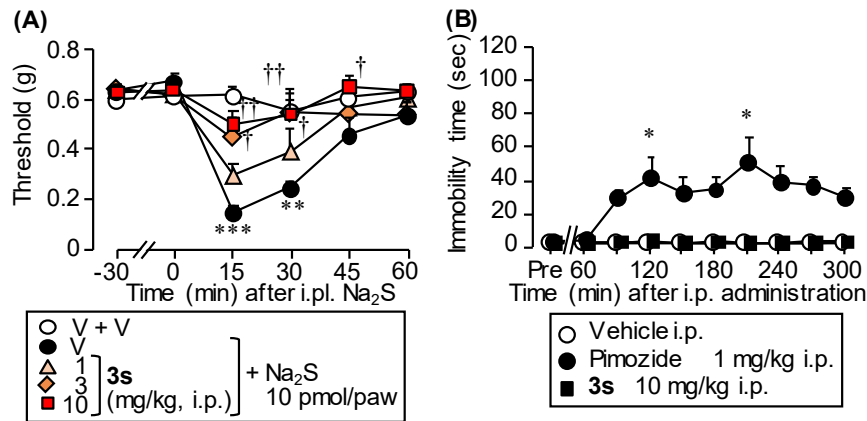 (A)
Threshold (g)
0.8
0.6
0.4
0.2
0
††
†
††
†
†
***
**
-30 0 15 30 45 60
Time (min) after i.pl. Na₂S
V + V
V
1
3 3s
10 (mg/kg, i.p.)
+ Na₂S
10 pmol/paw
(B)
Immobility time (sec)
120
100
80
60
40
20
0
* *
Pre 60 120 180 240 300
Time (min) after i.p. administration
Vehicle i.p.
Pimozide 1 mg/kg i.p.
3s 10 mg/kg i.p.